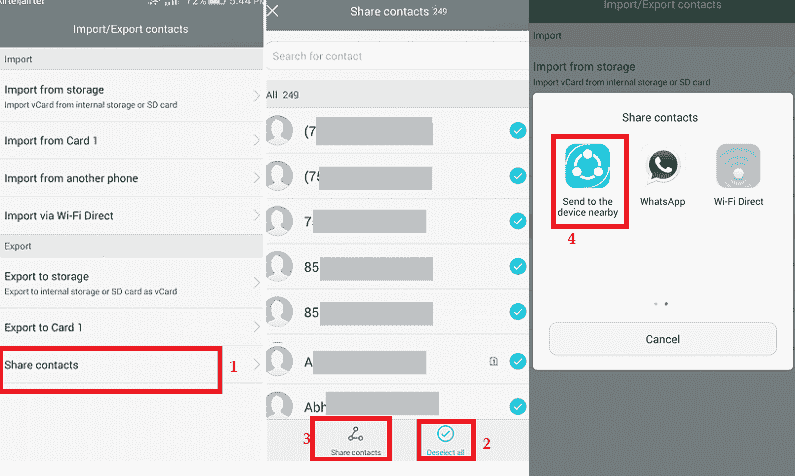 Airtel|airtel 72% 5:44 PM
Import/Export contacts
Import
Import from storage
Import vCard from internal storage or SD card
Import from Card 1
Import from another phone
Import via Wi-Fi Direct
Export
Export to storage
Export to internal storage or SD card as vCard
Export to Card 1
Share contacts
1
Share contacts 249
Search for contact
All 249
(7
(75
7
85
85
A
1
Abh
3
Share contacts
Deselect all
2
Import/Export contacts
Import
Import from storage
Import vCard from internal storage or SD card
Share contacts
Send to the
device nearby
WhatsApp
Wi-Fi Direct
4
Cancel